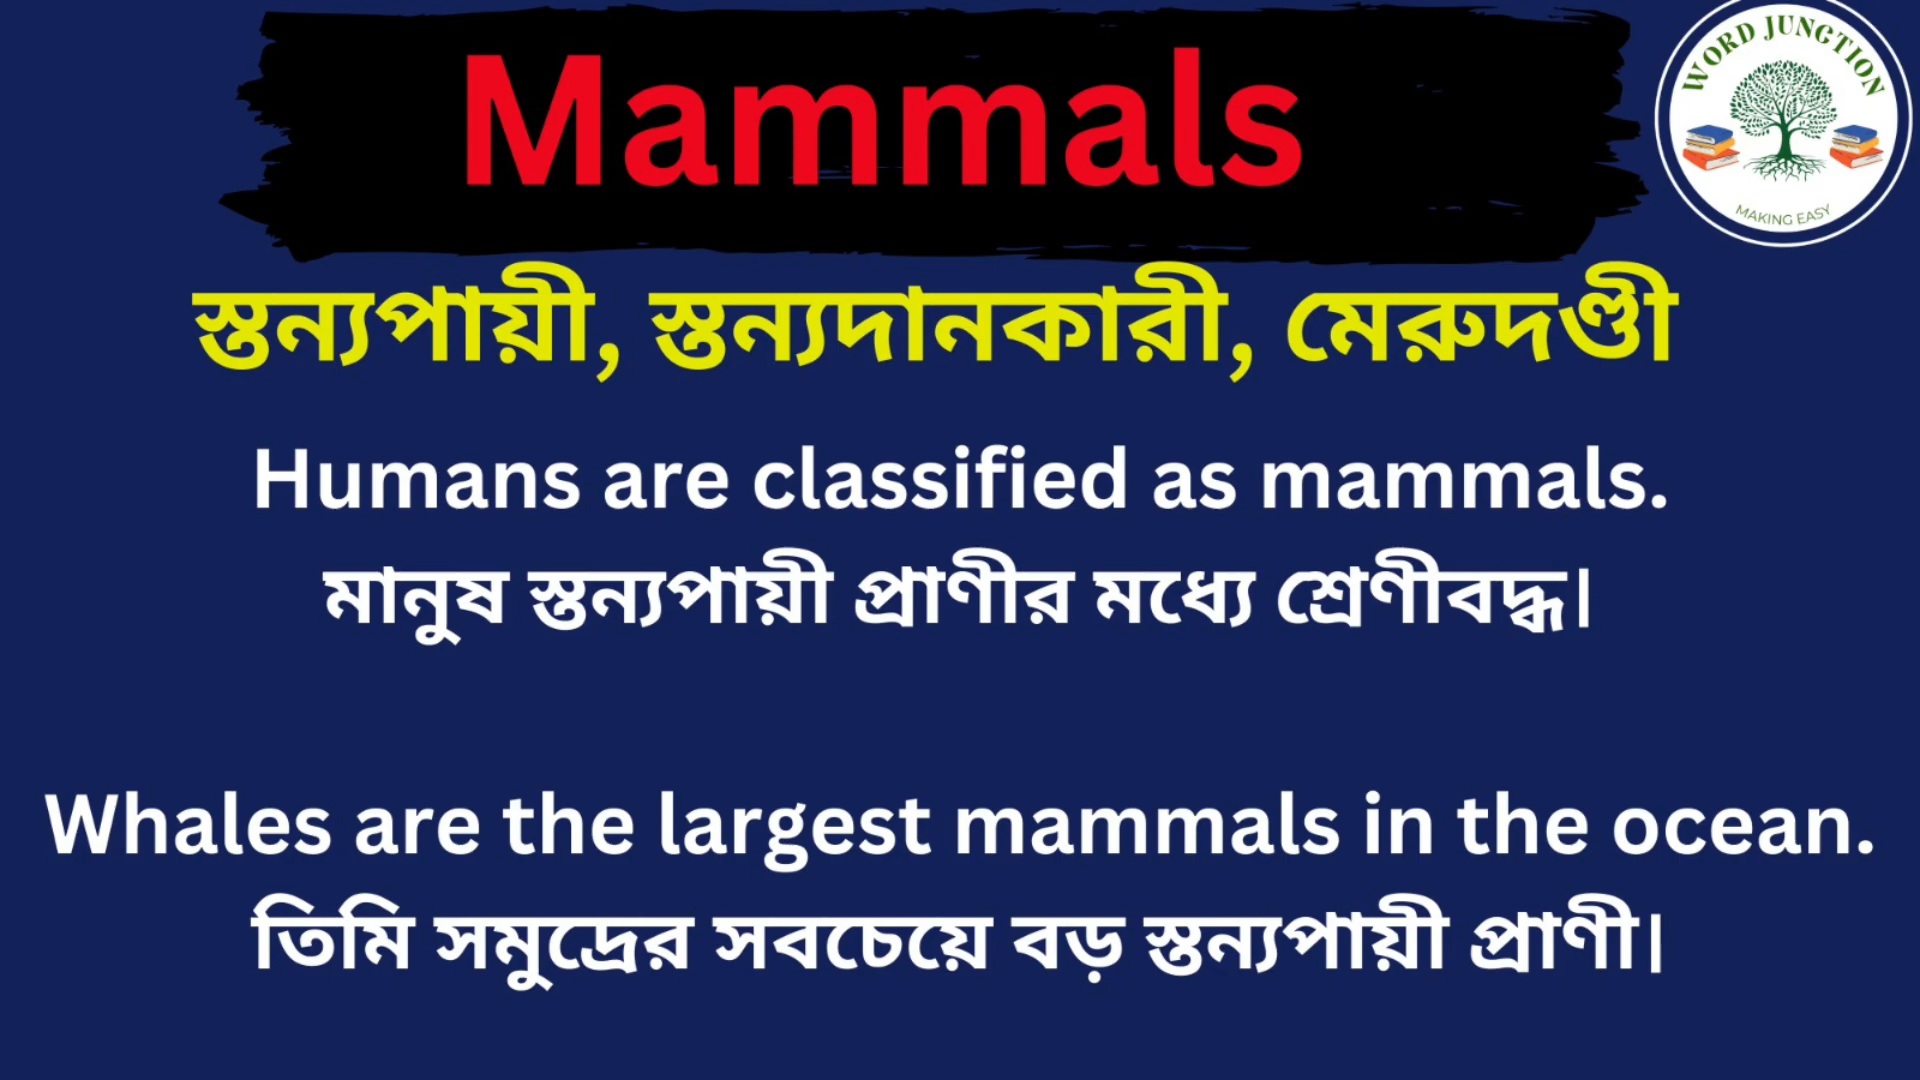 Mammals
WORD JUNCTION
MAKING EASY
স্তন্যপায়ী, স্তন্যদানকারী, মেরুদণ্ডী
Humans are classified as mammals.
মানুষ স্তন্যপায়ী প্রাণীর মধ্যে শ্রেণীবদ্ধ।
Whales are the largest mammals in the ocean.
তিমি সমুদ্রের সবচেয়ে বড় স্তন্যপায়ী প্রাণী।